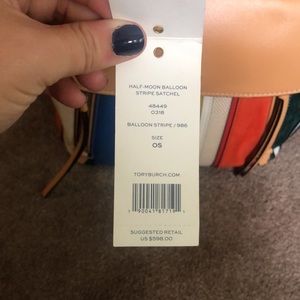 HALF-MOON BALLOON
STRIPE SATCHEL
48449
0318
BALLOON STRIPE / 986
SIZE
OS
TORYBURCH.COM
SUGGESTED RETAIL
US $598.00